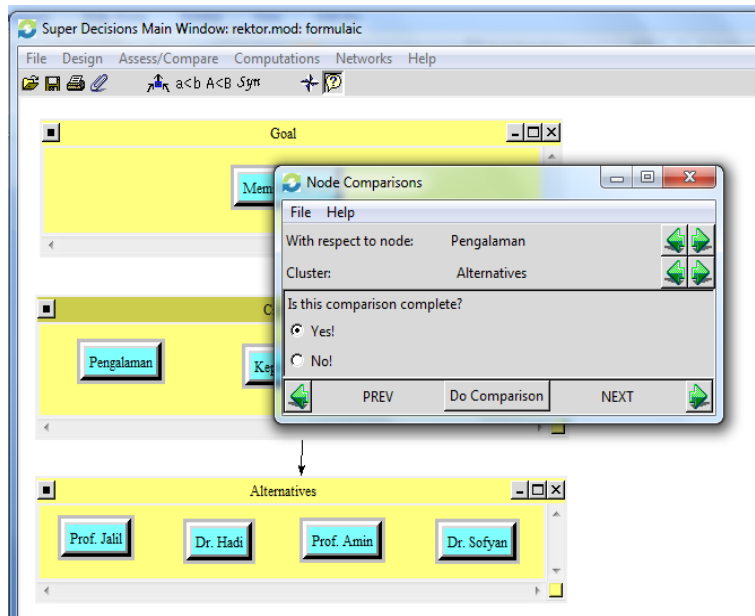 Super Decisions Main Window: rektor.mod: formulaic
File Design Assess/Compare Computations Networks Help
a<b A<B Syn
Goal
Node Comparisons
File Help
With respect to node: Pengalaman
Cluster: Alternatives
Is this comparison complete?
Yes!
No!
PREV Do Comparison NEXT
Pengalaman
Alternatives
Prof. Jalil Dr. Hadi Prof. Amin Dr. Sofyan